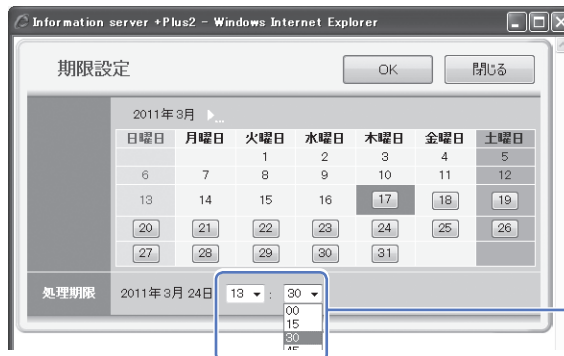 Information server +Plus2 - Windows Internet Explorer
期限設定 OK 閉じる
2011年 3月
日曜日 月曜日 火曜日 水曜日 木曜日 金曜日 土曜日
1 2 3 4 5
6 7 8 9 10 11 12
13 14 15 16 17 18 19
20 21 22 23 24 25 26
27 28 29 30 31
処理期限 2011年 3月 24日 13 : 30
00
15
30
45